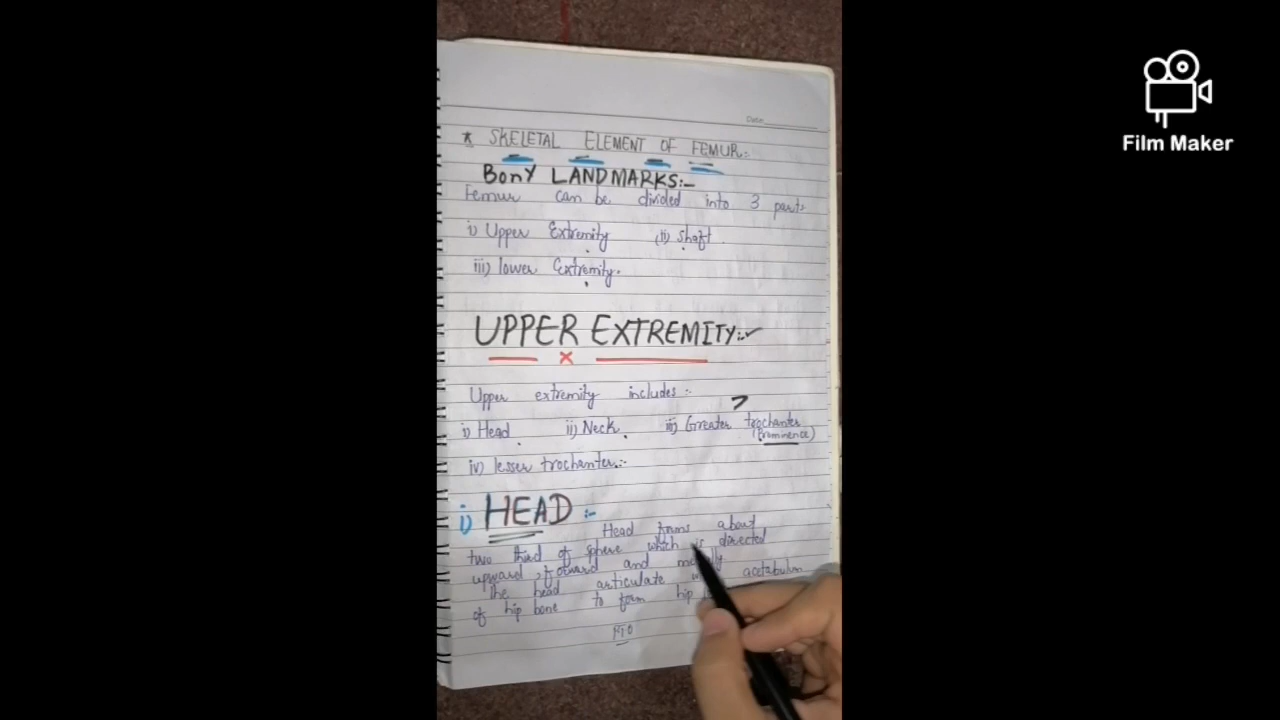 Date
* SKELETAL ELEMENT OF FEMUR:-
BONY LANDMARKS:-
Femur can be divided into 3 parts
i) Upper Extremity (ii) Shaft.
iii) lower Extremity.
UPPER EXTREMITY:-
x
Upper extremity includes:-
i) Head ii) Neck iii) Greater trochanter
(Prominence)
iv) lesser trochanter:-
i) HEAD :-
Head forms about
two third of sphere which is directed
upward, forward and
The head articulate acetabulum
of hip bone to form hip
PTO
Film Maker